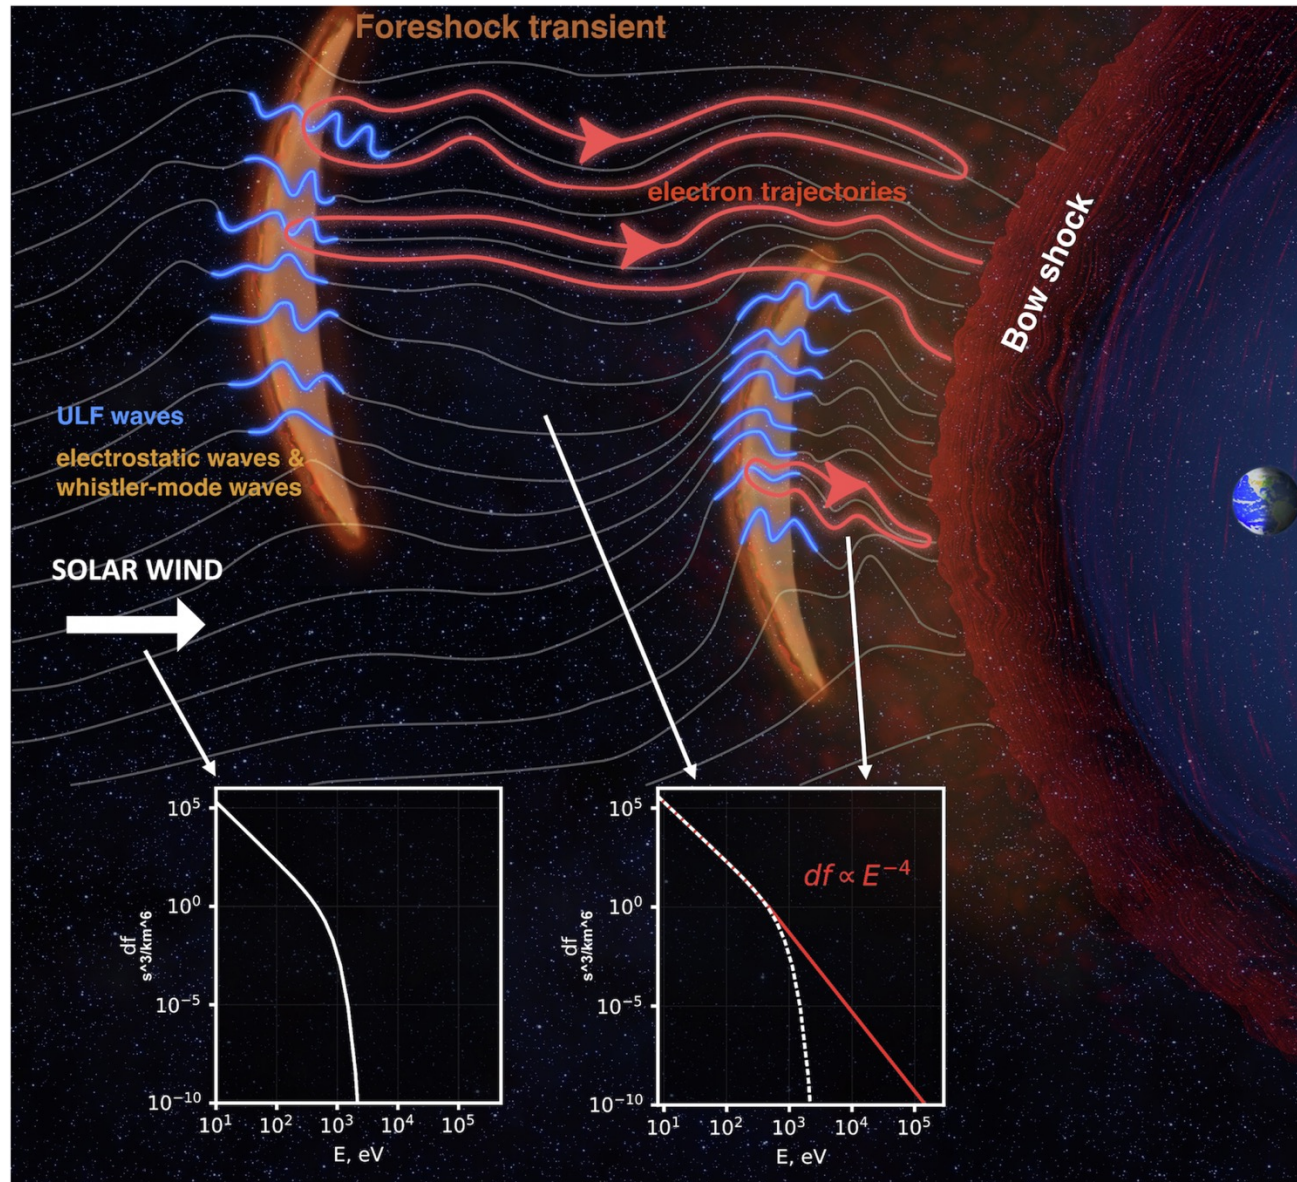 Foreshock transient
electron trajectories
Bow shock
ULF waves
electrostatic waves &
whistler-mode waves
SOLAR WIND
10^5
10^0
10^-5
10^-10
df
s^3/km^6
10^1 10^2 10^3 10^4 10^5
E, eV
10^5
10^0
10^-5
10^-10
df
s^3/km^6
df ∝ E^-4
10^1 10^2 10^3 10^4 10^5
E, eV